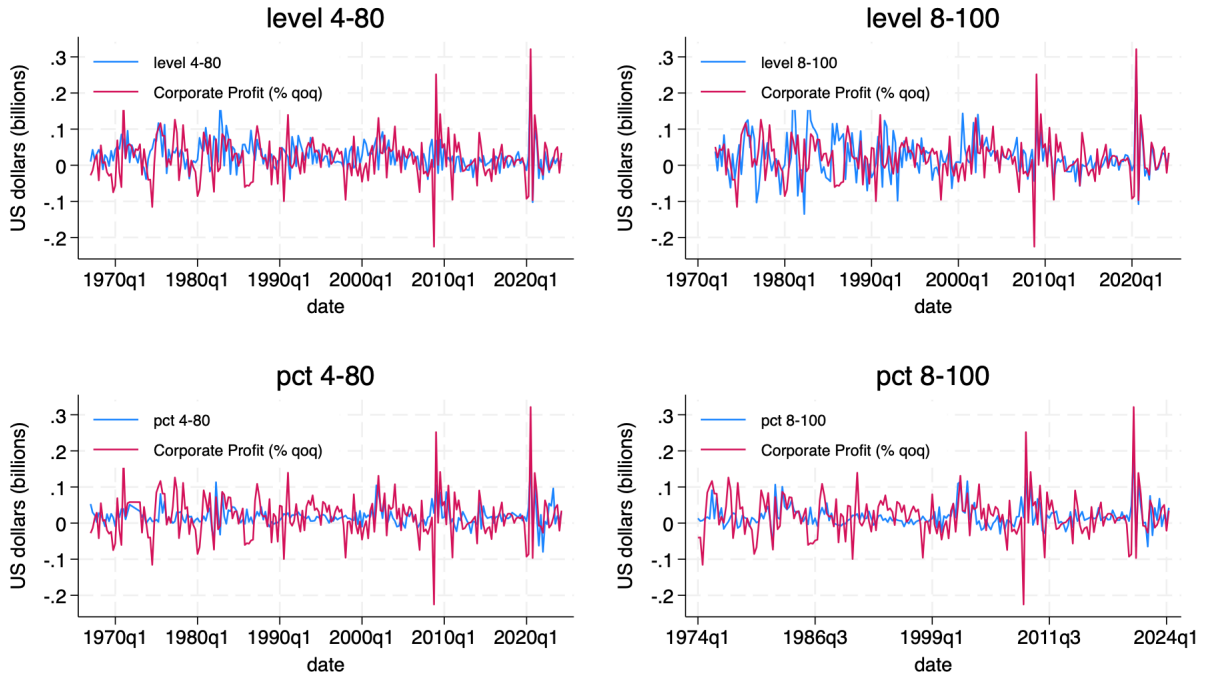 level 4-80
US dollars (billions)
.3
.2
.1
0
-.1
-.2
level 4-80
Corporate Profit (% qoq)
1970q1 1980q1 1990q1 2000q1 2010q1 2020q1
date
level 8-100
US dollars (billions)
.3
.2
.1
0
-.1
-.2
level 8-100
Corporate Profit (% qoq)
1970q1 1980q1 1990q1 2000q1 2010q1 2020q1
date
pct 4-80
US dollars (billions)
.3
.2
.1
0
-.1
-.2
pct 4-80
Corporate Profit (% qoq)
1970q1 1980q1 1990q1 2000q1 2010q1 2020q1
date
pct 8-100
US dollars (billions)
.3
.2
.1
0
-.1
-.2
pct 8-100
Corporate Profit (% qoq)
1974q1 1986q3 1999q1 2011q3 2024q1
date